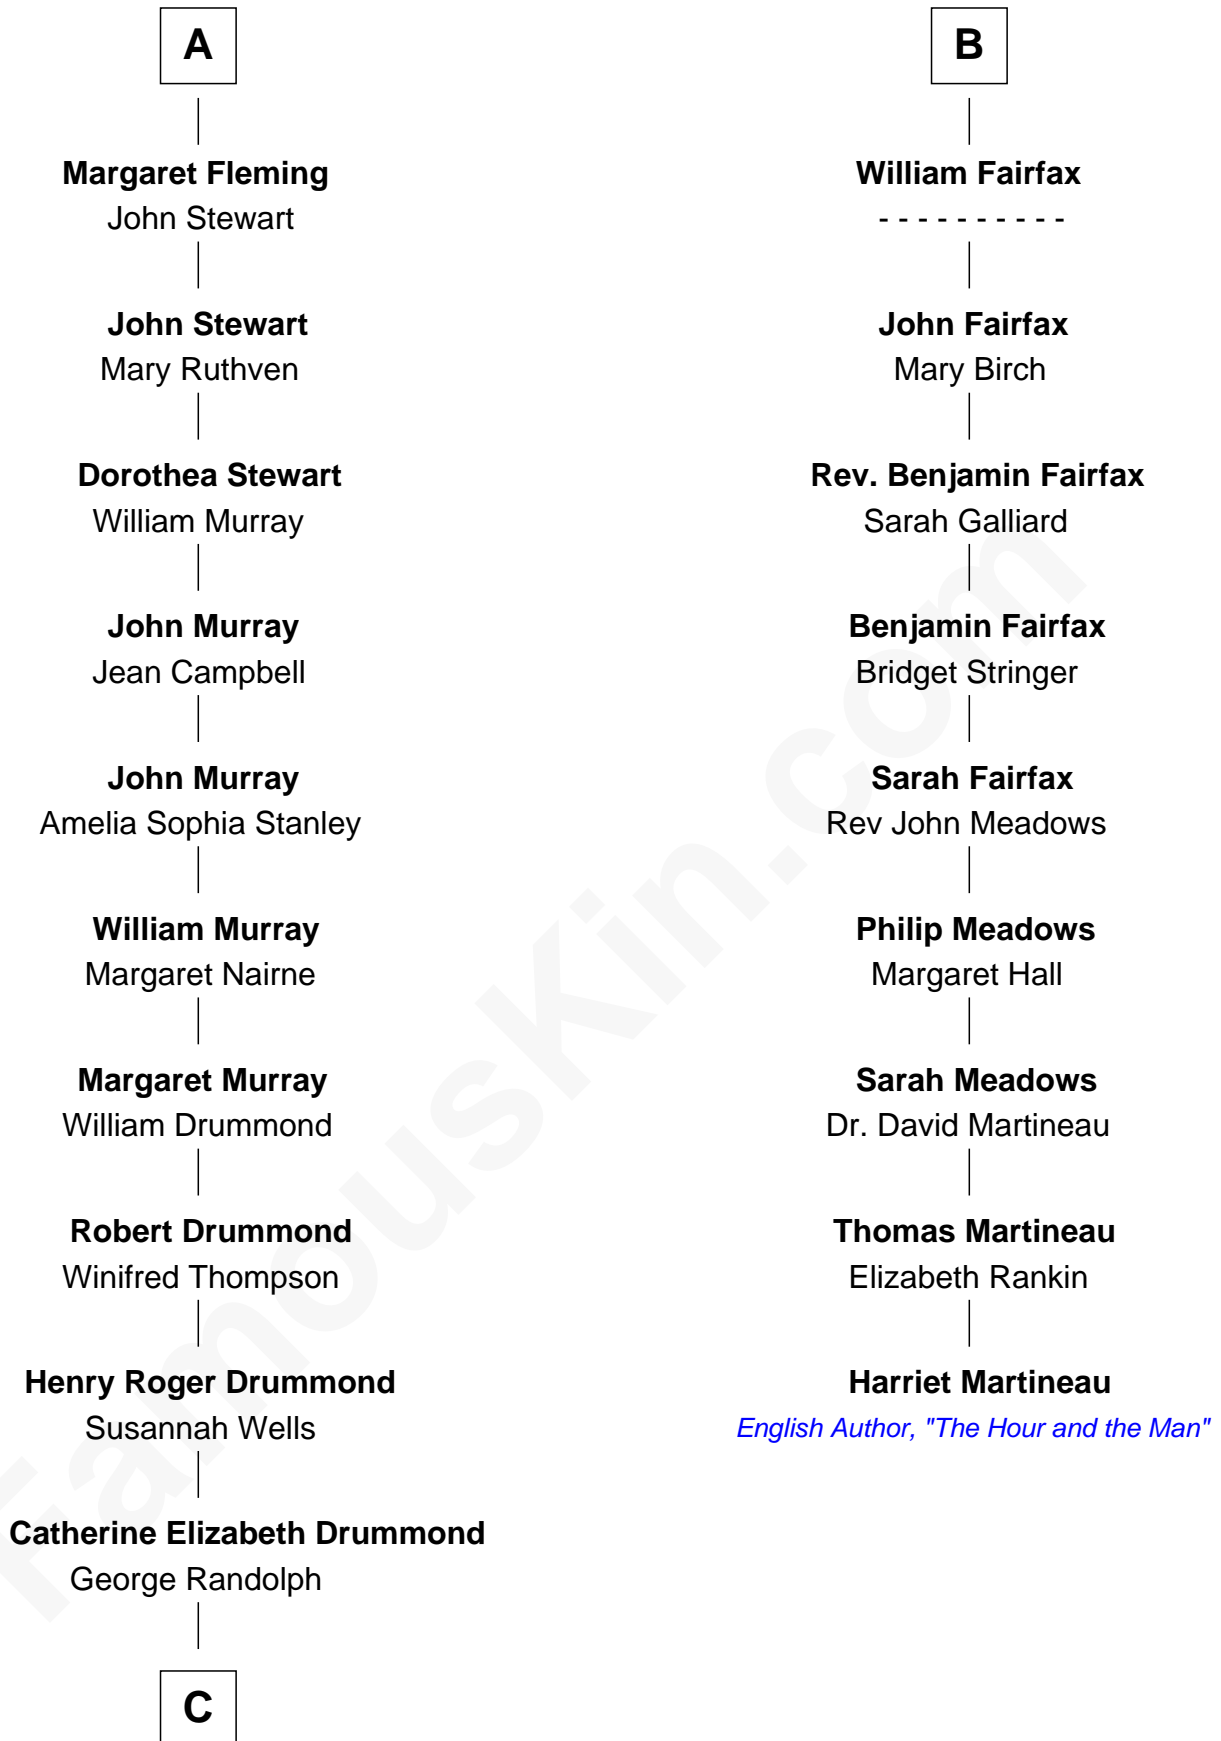 A
Margaret Fleming
John Stewart
John Stewart
Mary Ruthven
Dorothea Stewart
William Murray
John Murray
Jean Campbell
John Murray
Amelia Sophia Stanley
William Murray
Margaret Nairne
Margaret Murray
William Drummond
Robert Drummond
Winifred Thompson
Henry Roger Drummond
Susannah Wells
Catherine Elizabeth Drummond
George Randolph
C
B
William Fairfax
- - - - - - - - - -
John Fairfax
Mary Birch
Rev. Benjamin Fairfax
Sarah Galliard
Benjamin Fairfax
Bridget Stringer
Sarah Fairfax
Rev John Meadows
Philip Meadows
Margaret Hall
Sarah Meadows
Dr. David Martineau
Thomas Martineau
Elizabeth Rankin
Harriet Martineau
English Author, "The Hour and the Man"
FamousKin.com